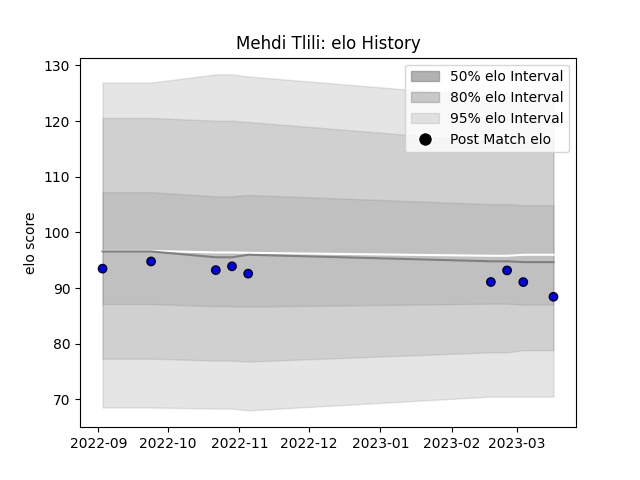 Mehdi Tlili: elo History
50% elo Interval
80% elo Interval
95% elo Interval
Post Match elo
elo score
130
120
110
100
90
80
70
2022-09
2022-10
2022-11
2022-12
2023-01
2023-02
2023-03